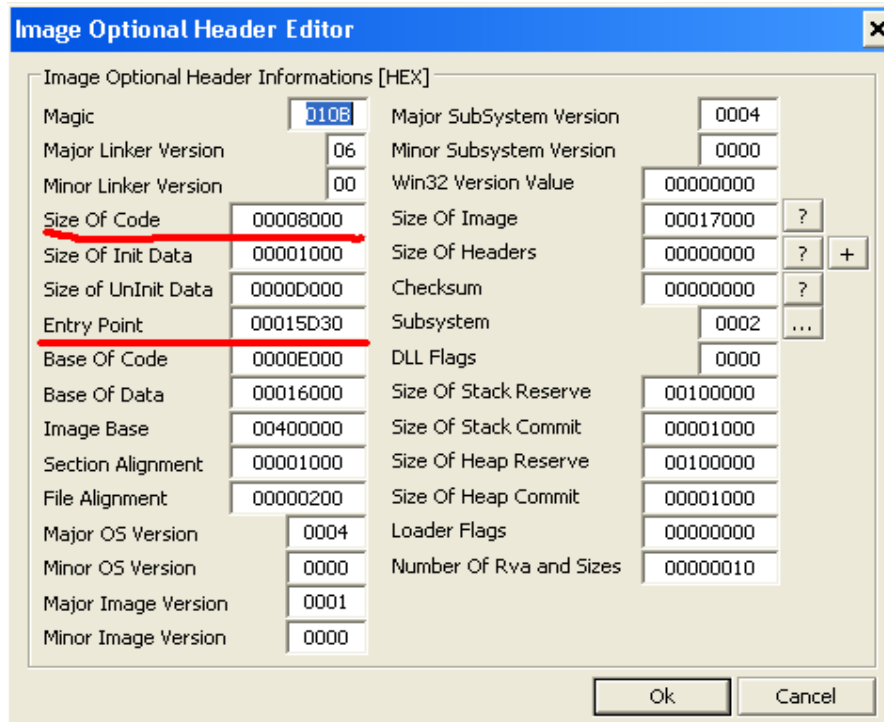 Image Optional Header Editor
Image Optional Header Informations [HEX]
Magic 010B
Major Linker Version 06
Minor Linker Version 00
Size Of Code 00008000
Size Of Init Data 00001000
Size of UnInit Data 0000D000
Entry Point 00015D30
Base Of Code 0000E000
Base Of Data 00016000
Image Base 00400000
Section Alignment 00001000
File Alignment 00000200
Major OS Version 0004
Minor OS Version 0000
Major Image Version 0001
Minor Image Version 0000
Major SubSystem Version 0004
Minor Subsystem Version 0000
Win32 Version Value 00000000
Size Of Image 00017000 ?
Size Of Headers 00000000 ? +
Checksum 00000000 ?
Subsystem 0002 ...
DLL Flags 0000
Size Of Stack Reserve 00100000
Size Of Stack Commit 00001000
Size Of Heap Reserve 00100000
Size Of Heap Commit 00001000
Loader Flags 00000000
Number Of Rva and Sizes 00000010
Ok Cancel